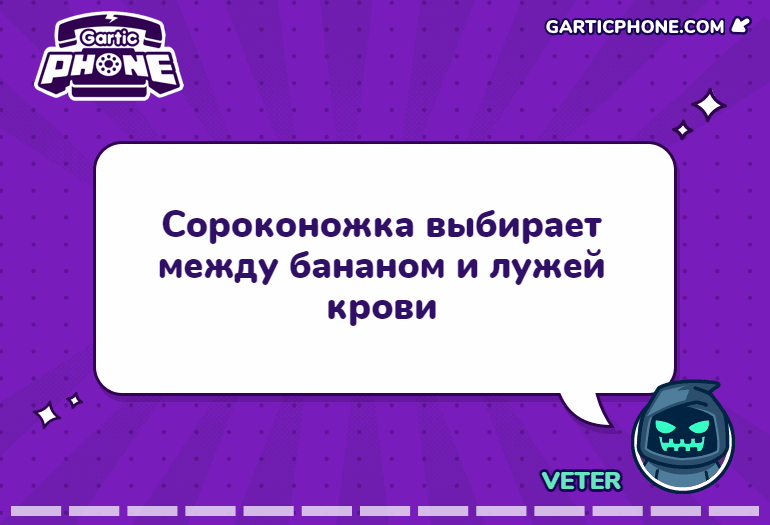 Gartic
PHONE
GARTICPHONE.COM
Сороконожка выбирает
между бананом и лужей
крови
VETER